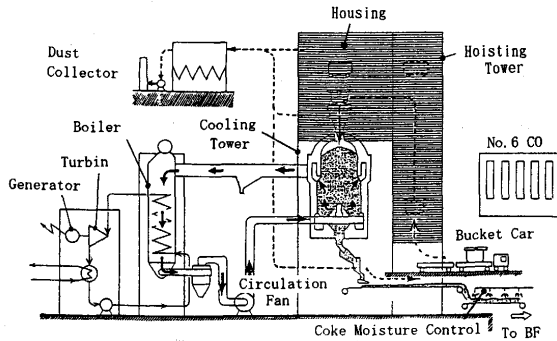 Housing
Hoisting
Tower
Dust
Collector
Cooling
Tower
Boiler
Turbin
Generator
No.6 CO
Bucket Car
Circulation
Fan
Coke Moisture Control
To BF